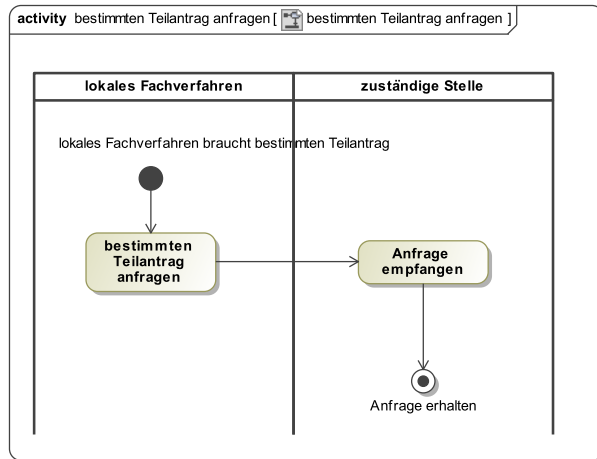 activity bestimmten Teilantrag anfragen [ bestimmten Teilantrag anfragen ]
lokales Fachverfahren
zuständige Stelle
lokales Fachverfahren braucht bestimmten Teilantrag
bestimmten
Teilantrag
anfragen
Anfrage
empfangen
Anfrage erhalten